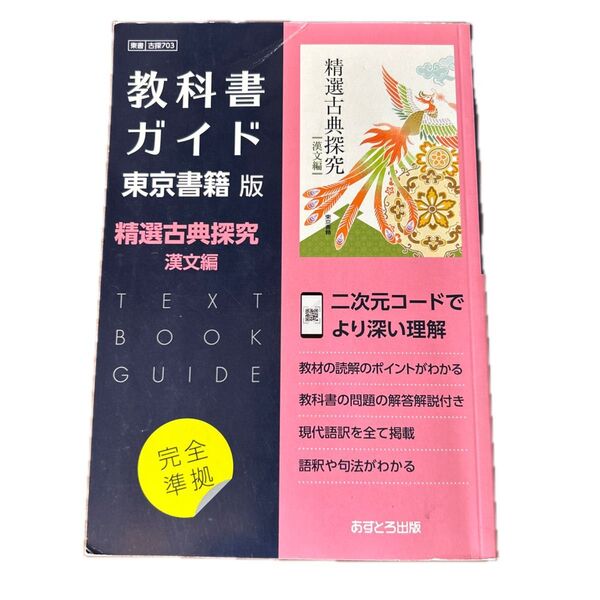 東書 古探703
教科書
ガイド
東京書籍 版
精選古典探究
漢文編
TEXT
BOOK
GUIDE
完全
準拠
精選古典探究
漢文編
東京書籍
二次元コードで
より深い理解
教材の読解のポイントがわかる
教科書の問題の解答解説付き
現代語訳を全て掲載
語釈や句法がわかる
あすとろ出版